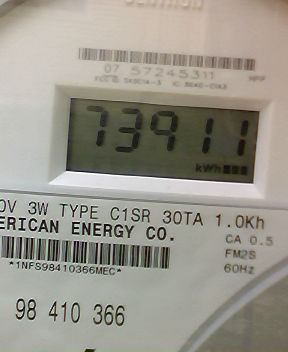 07 57245311
73911
kWh
0V 3W TYPE C1SR 30TA 1.0Kh
ERICAN ENERGY CO.
CA 0.5
FM2S
*1NFS98410366MEC*
60Hz
98 410 366